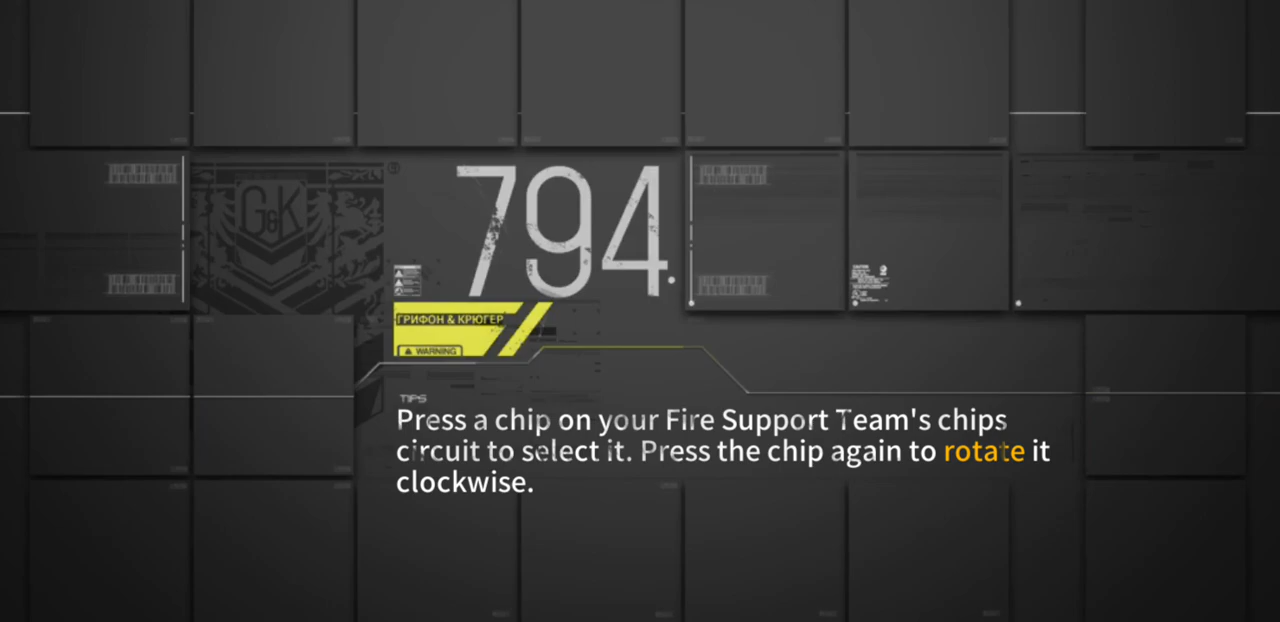 G&K
794.
ГРИФОН & КРЮГЕР
WARNING
TIPS
Press a chip on your Fire Support Team's chips
circuit to select it. Press the chip again to rotate it
clockwise.